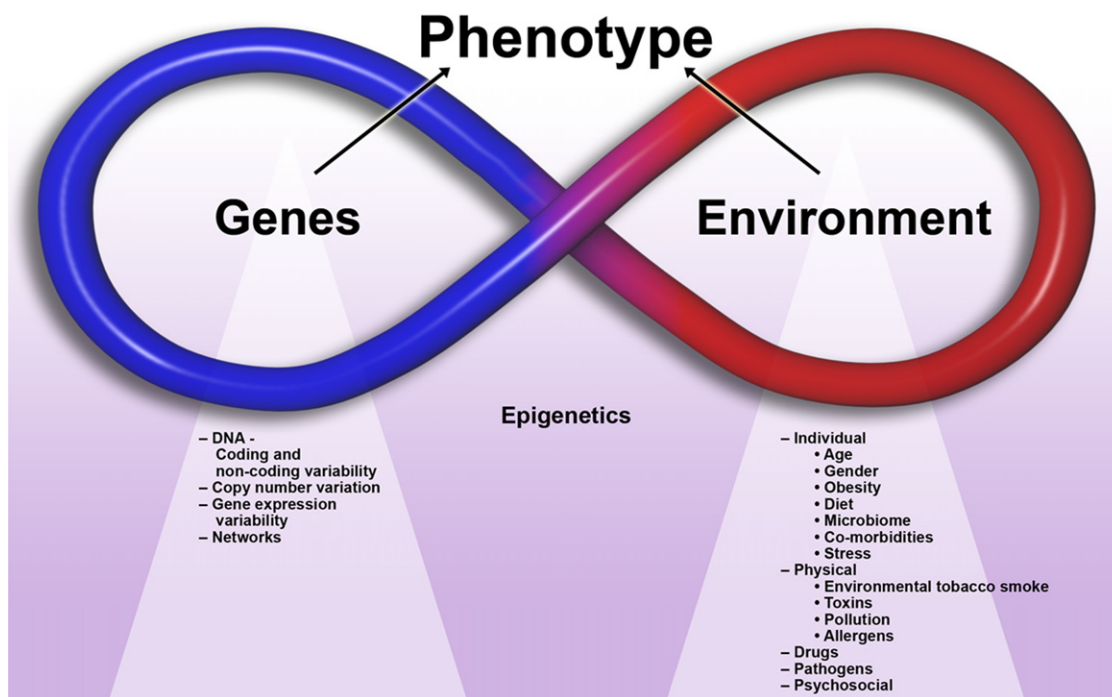 Phenotype
Genes
Environment
Epigenetics
– DNA -
Coding and
non-coding variability
– Copy number variation
– Gene expression
variability
– Networks
– Individual
• Age
• Gender
• Obesity
• Diet
• Microbiome
• Co-morbidities
• Stress
– Physical
• Environmental tobacco smoke
• Toxins
• Pollution
• Allergens
– Drugs
– Pathogens
– Psychosocial